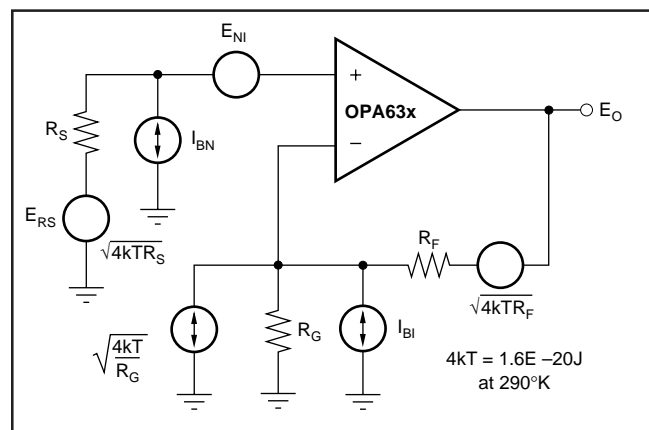 E_NI
+
OPA63x
−
E_O
R_S
I_BN
E_RS
√4kTR_S
R_F
√4kTR_F
√4kT/R_G
R_G
I_BI
4kT = 1.6E –20J
at 290°K